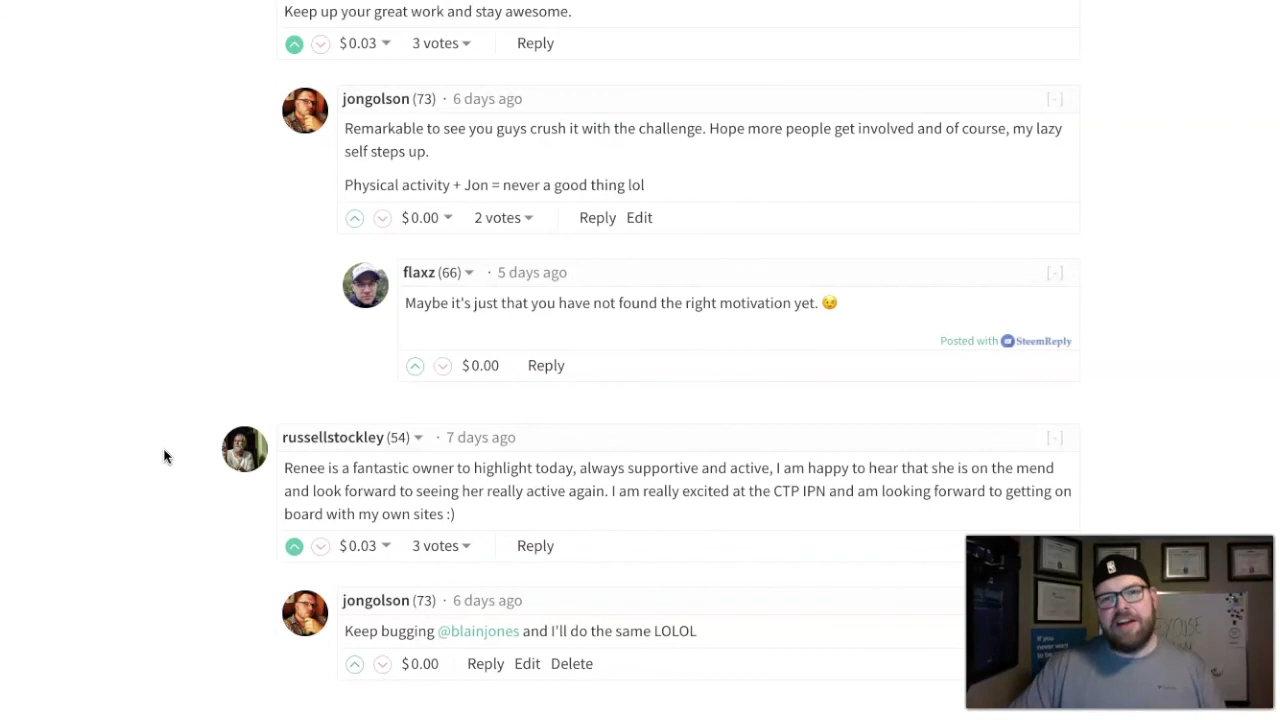 Keep up your great work and stay awesome.
$0.03 3 votes Reply
jongolson (73) · 6 days ago [-]
Remarkable to see you guys crush it with the challenge. Hope more people get involved and of course, my lazy
self steps up.
Physical activity + Jon = never a good thing lol
$0.00 2 votes Reply Edit
flaxz (66) · 5 days ago [-]
Maybe it's just that you have not found the right motivation yet. 😉
Posted with SteemReply
$0.00 Reply
russellstockley (54) · 7 days ago [-]
Renee is a fantastic owner to highlight today, always supportive and active, I am happy to hear that she is on the mend
and look forward to seeing her really active again. I am really excited at the CTP IPN and am looking forward to getting on
board with my own sites :)
$0.03 3 votes Reply
jongolson (73) · 6 days ago
Keep bugging @blainjones and I'll do the same LOLOL
$0.00 Reply Edit Delete
If you
never want
to be